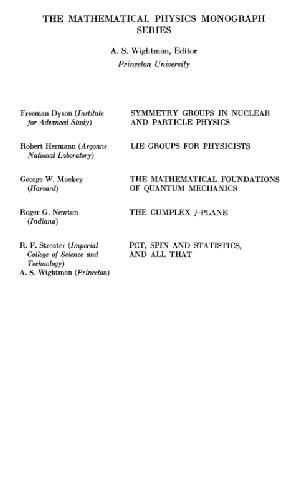 THE MATHEMATICAL PHYSICS MONOGRAPH
SERIES
A. S. Wightman, Editor
Princeton University
Freeman Dyson (Institute
for Advanced Study)
SYMMETRY GROUPS IN NUCLEAR
AND PARTICLE PHYSICS
Robert Hermann (Argonne
National Laboratory)
LIE GROUPS FOR PHYSICISTS
George W. Mackey
(Harvard)
THE MATHEMATICAL FOUNDATIONS
OF QUANTUM MECHANICS
Roger G. Newton
(Indiana)
THE COMPLEX j-PLANE
R. F. Streater (Imperial
College of Science and
Technology)
A. S. Wightman (Princeton)
PCT, SPIN AND STATISTICS,
AND ALL THAT